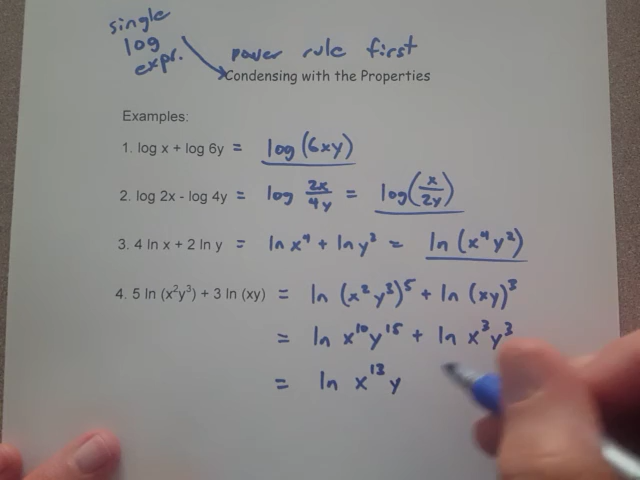 single
log
expr.
power rule first
Condensing with the Properties
Examples:
1. log x + log 6y = log(6xy)
2. log 2x - log 4y = log 2x/4y = log(x/2y)
3. 4 ln x + 2 ln y = ln x⁴ + ln y² = ln (x⁴y²)
4. 5 ln (x²y³) + 3 ln (xy) = ln (x²y³)⁵ + ln (xy)³
= ln x¹⁰y¹⁵ + ln x³y³
= ln x¹³y